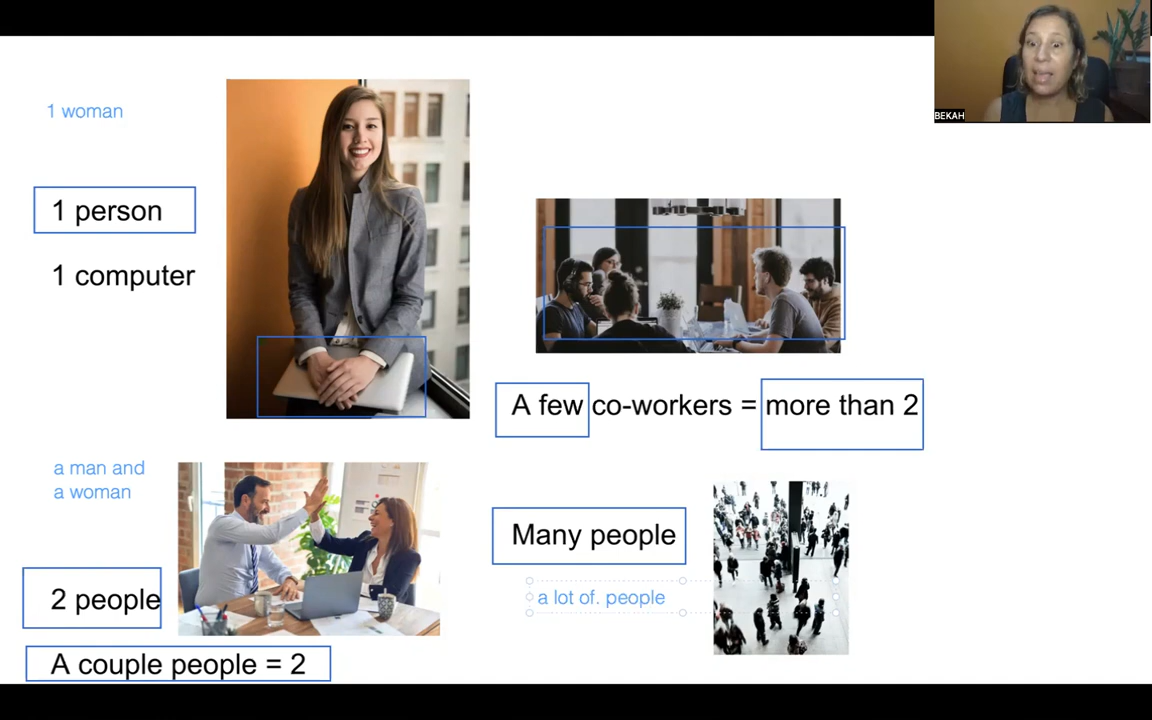 BEKAH
1 woman
1 person
1 computer
A few co-workers = more than 2
a man and
a woman
Many people
a lot of. people
2 people
A couple people = 2